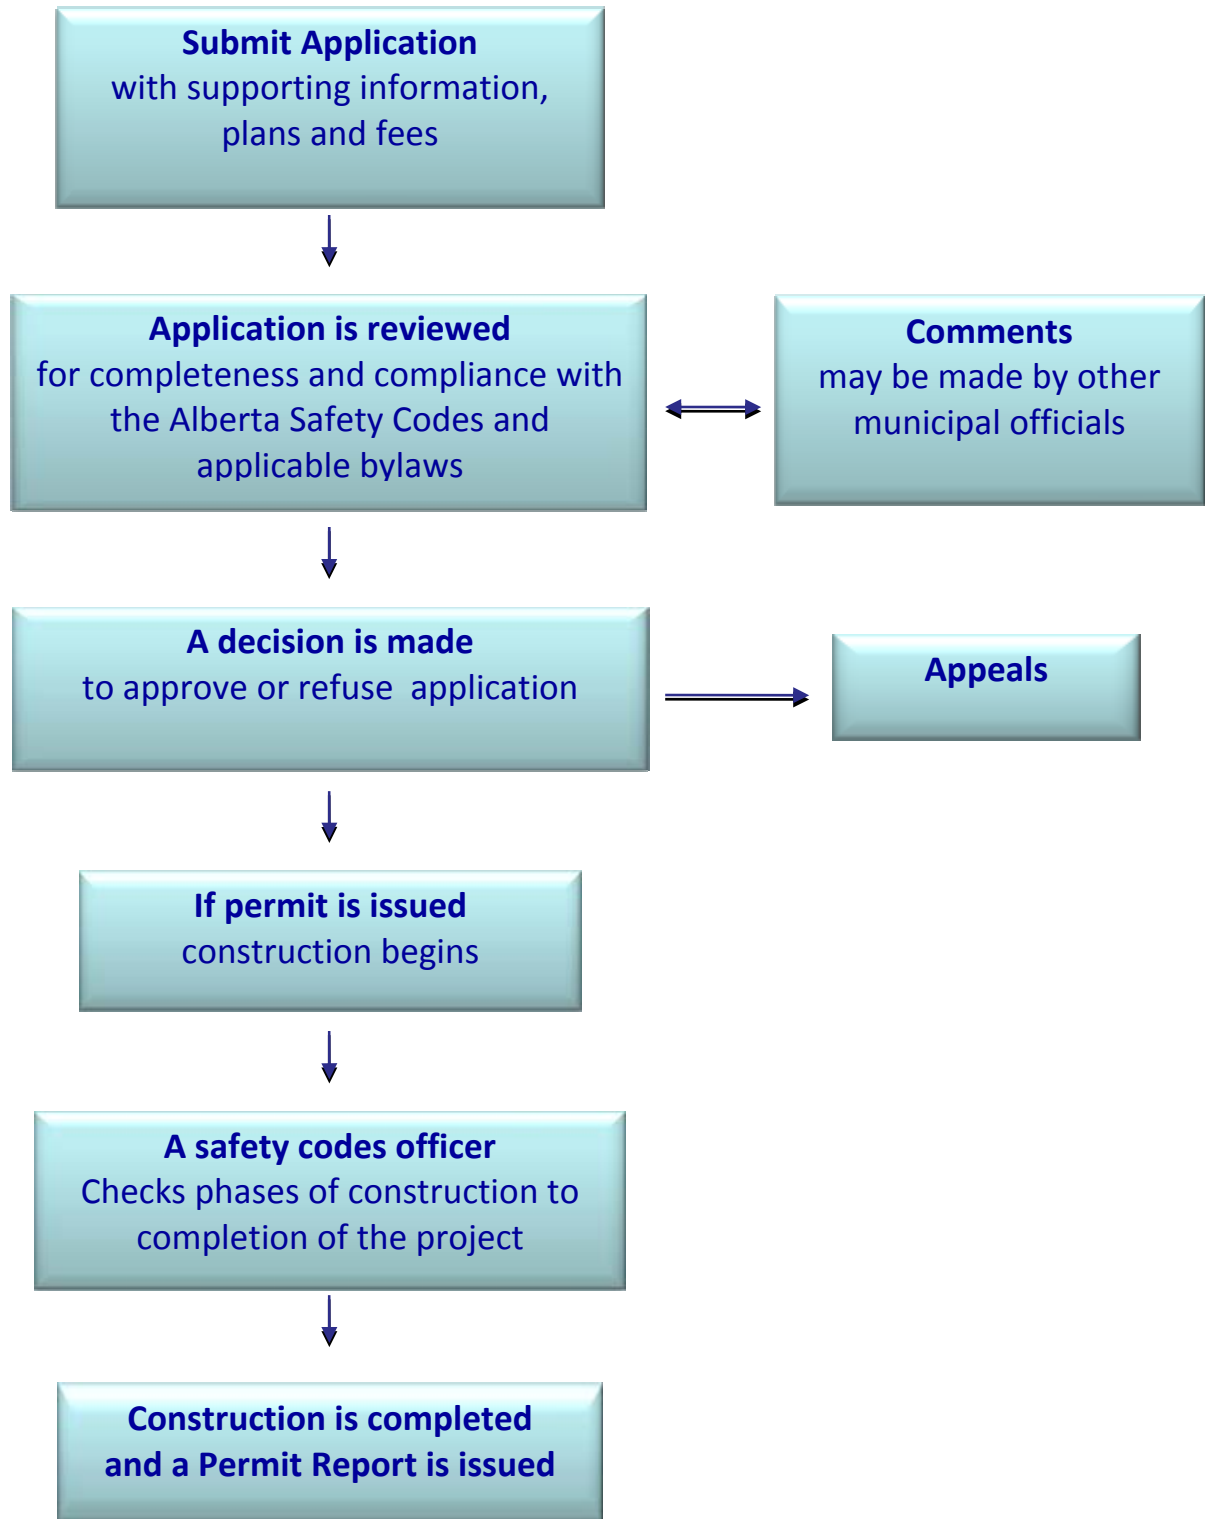 Submit Application
with supporting information,
plans and fees
Application is reviewed
for completeness and compliance with
the Alberta Safety Codes and
applicable bylaws
Comments
may be made by other
municipal officials
A decision is made
to approve or refuse application
Appeals
If permit is issued
construction begins
A safety codes officer
Checks phases of construction to
completion of the project
Construction is completed
and a Permit Report is issued